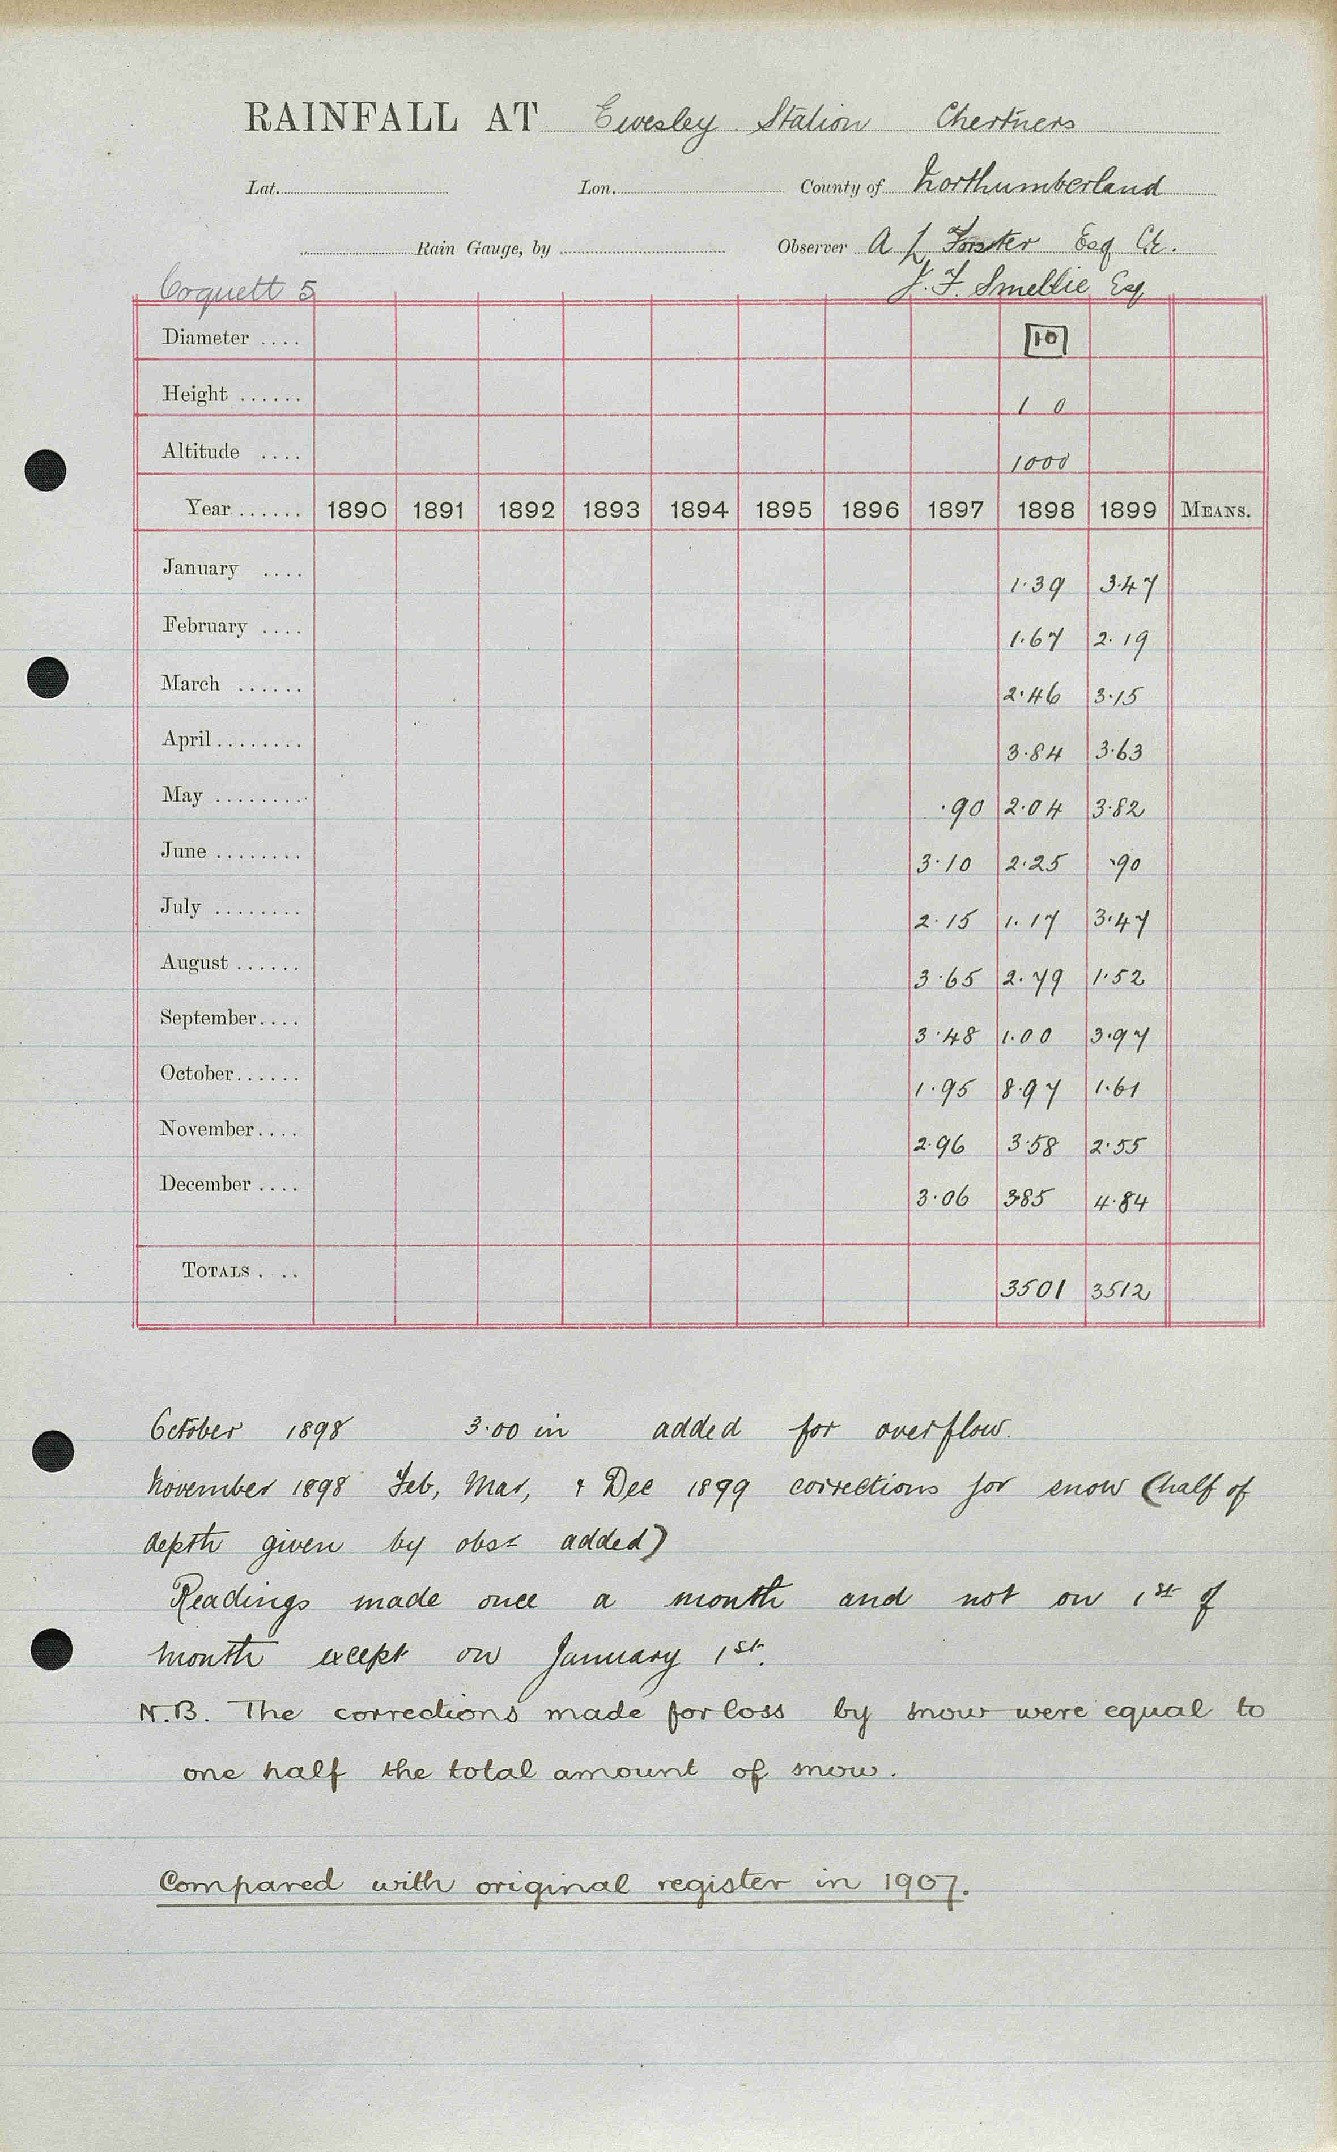 RAINFALL AT Ewesley Station Chertners
Lat. Lon. County of Northumberland
Rain Gauge, by Observer A L Forster Esq CE.
Coquett 5 J. F. Smellie Esq
Diameter .... 10
Height ...... 1 0
Altitude .... 1000
Year ...... 1890 1891 1892 1893 1894 1895 1896 1897 1898 1899 MEANS.
January .... 1.39 3.47
February .... 1.67 2.19
March ...... 2.46 3.15
April ........ 3.84 3.63
May ......... .90 2.04 3.82
June ........ 3.10 2.25 .90
July ........ 2.15 1.17 3.47
August ...... 3.65 2.79 1.52
September .... 3.48 1.00 3.97
October ...... 1.95 8.97 1.61
November .... 2.96 3.58 2.55
December .... 3.06 385 4.84
TOTALS . .. 3501 3512
October 1898 3.00 in added for overflow.
November 1898 Feb, Mar, & Dec 1899 corrections for snow (half of
depth given by obsr added)
Readings made once a month and not on 1st of
month except on January 1st.
N.B. The corrections made for loss by snow were equal to
one half the total amount of snow.
Compared with original register in 1907.